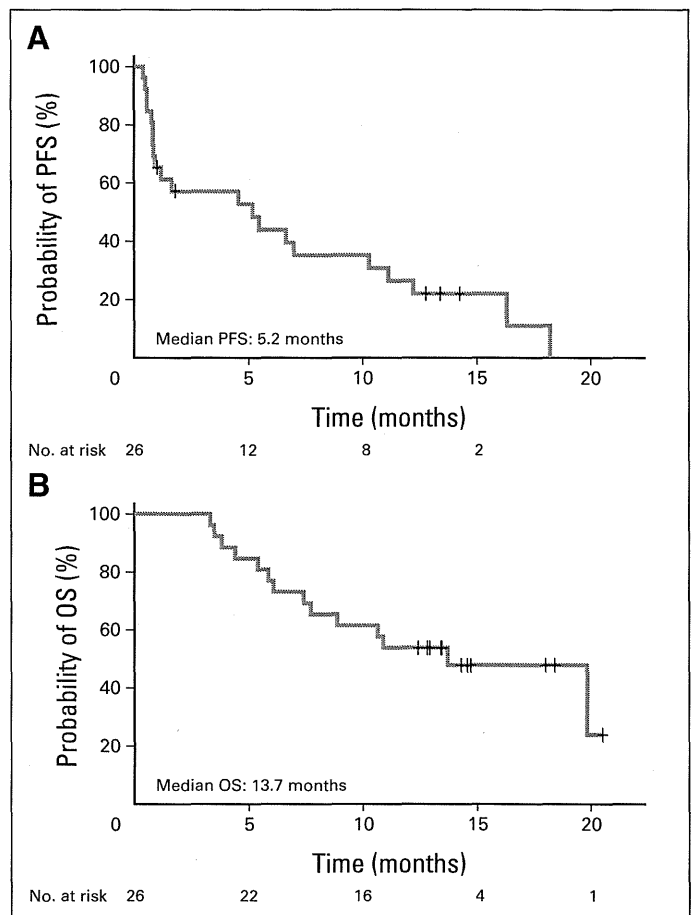 A
Probability of PFS (%)
100
80
60
40
20
Median PFS: 5.2 months
0 5 10 15 20
Time (months)
No. at risk 26 12 8 2
B
Probability of OS (%)
100
80
60
40
20
Median OS: 13.7 months
0 5 10 15 20
Time (months)
No. at risk 26 22 16 4 1